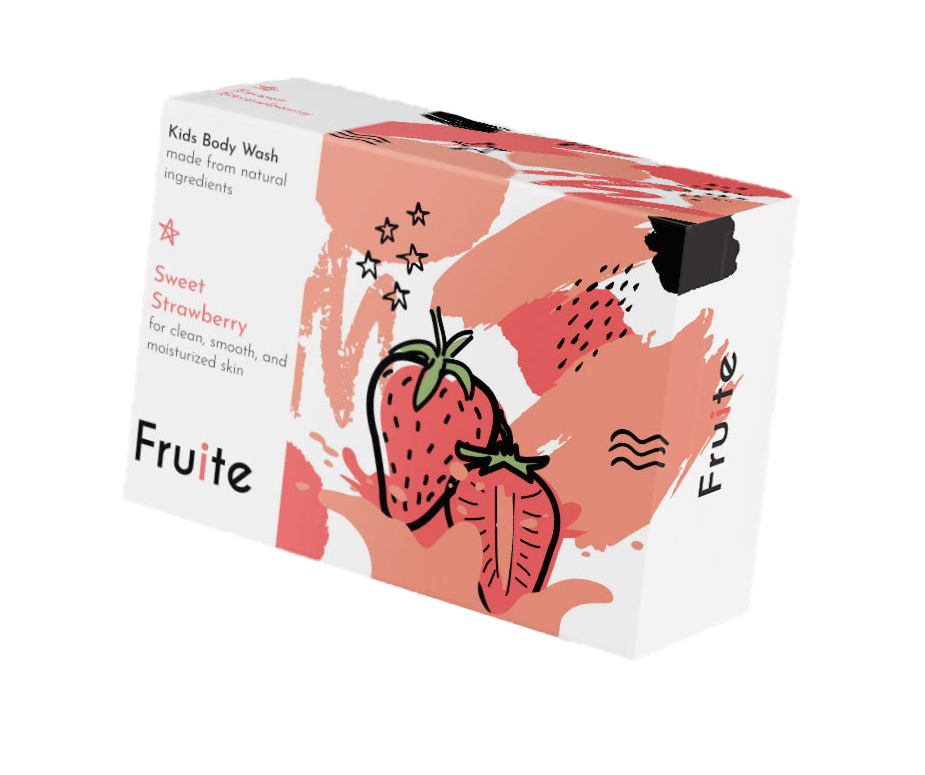 Kids Body Wash
made from natural
ingredients
Sweet
Strawberry
for clean, smooth, and
moisturized skin
Fruite
Fruite